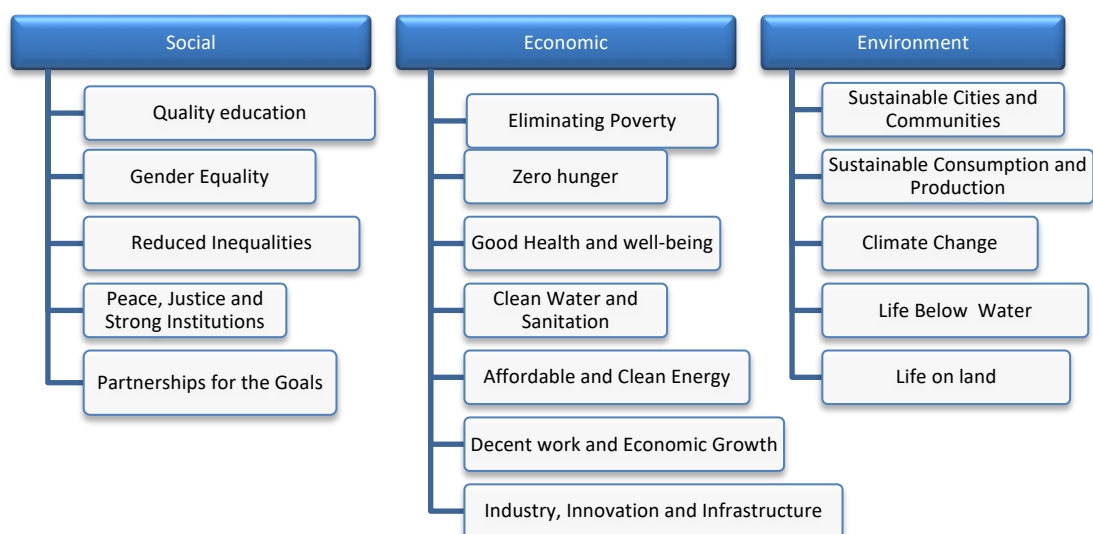 Social
Quality education
Gender Equality
Reduced Inequalities
Peace, Justice and
Strong Institutions
Partnerships for the Goals
Economic
Eliminating Poverty
Zero hunger
Good Health and well-being
Clean Water and
Sanitation
Affordable and Clean Energy
Decent work and Economic Growth
Industry, Innovation and Infrastructure
Environment
Sustainable Cities and
Communities
Sustainable Consumption and
Production
Climate Change
Life Below  Water
Life on land